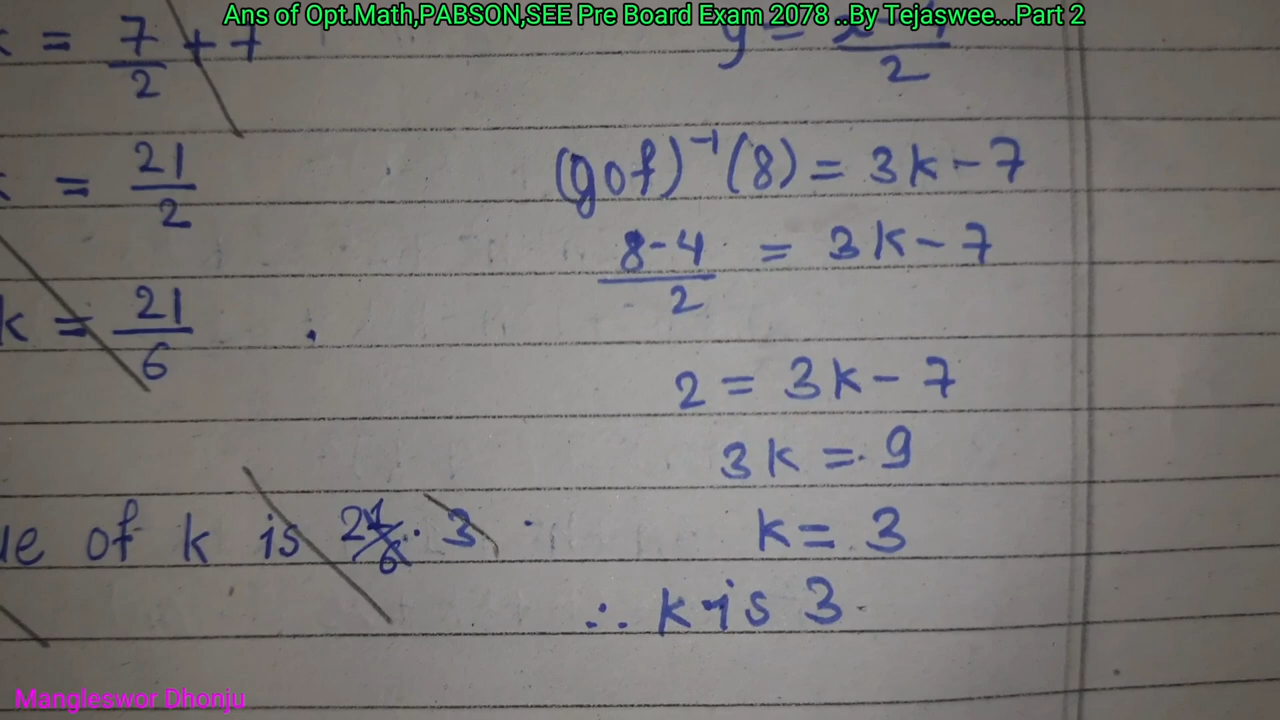 Ans of Opt.Math,PABSON,SEE Pre Board Exam 2078 ..By Tejaswee...Part 2
= 7/2 + 7
= 21/2
k = 21/6
of k is 21/6 . 3
y = x-4/2
(gof)⁻¹(8) = 3k - 7
8-4/2 = 3k - 7
2 = 3k - 7
3k = 9
k = 3
∴ k is 3
Mangleswor Dhonju